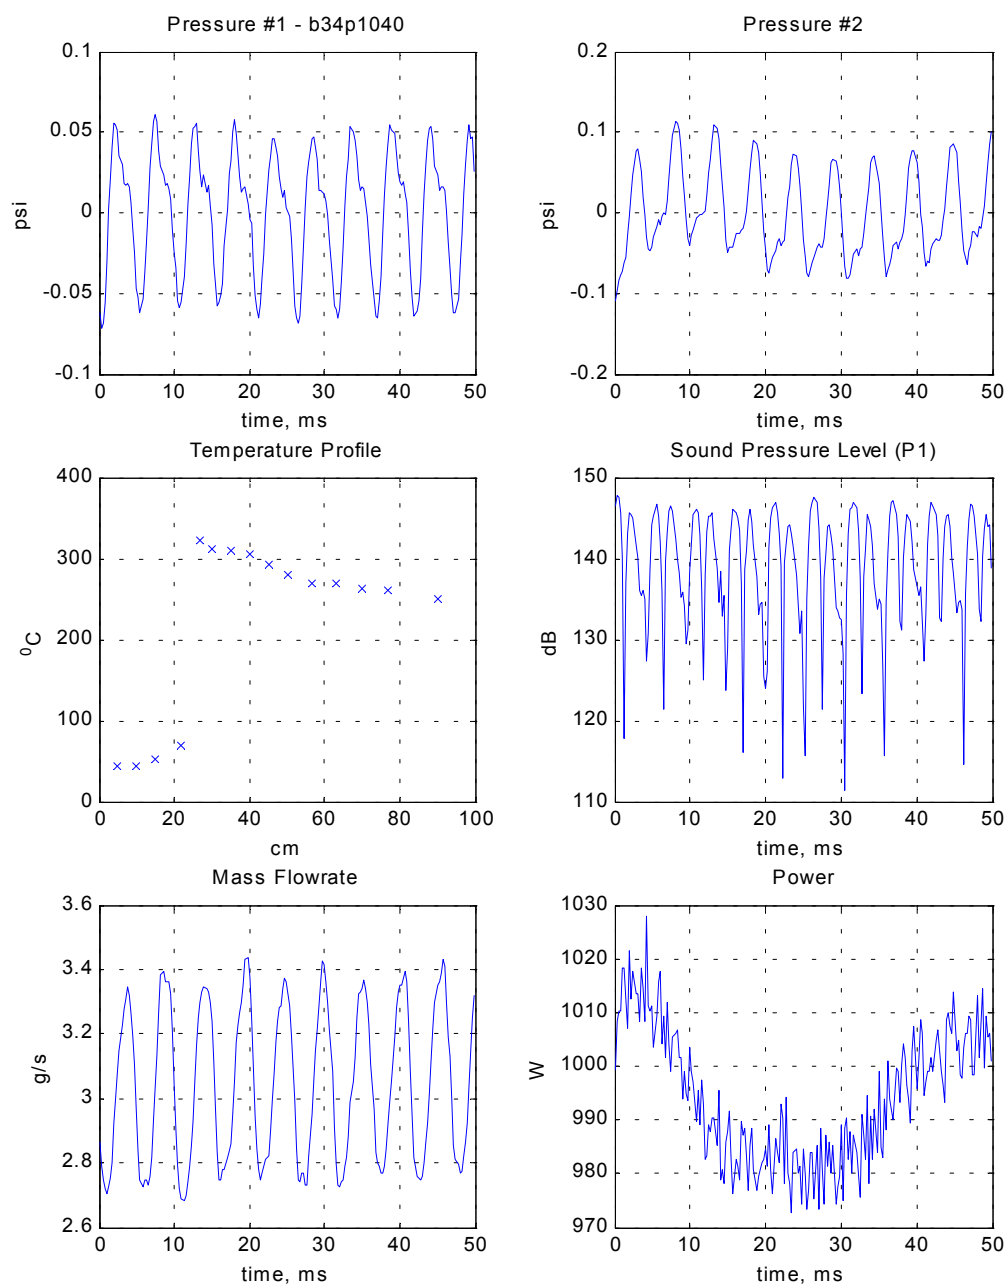 Pressure #1 - b34p1040
0.1
0.05
0
-0.05
-0.1
psi
0 10 20 30 40 50
time, ms
Pressure #2
0.2
0.1
0
-0.1
-0.2
psi
0 10 20 30 40 50
time, ms
Temperature Profile
400
300
200
100
0
0C
0 20 40 60 80 100
cm
Sound Pressure Level (P1)
150
140
130
120
110
dB
0 10 20 30 40 50
time, ms
Mass Flowrate
3.6
3.4
3.2
3
2.8
2.6
g/s
0 10 20 30 40 50
time, ms
Power
1030
1020
1010
1000
990
980
970
W
0 10 20 30 40 50
time, ms